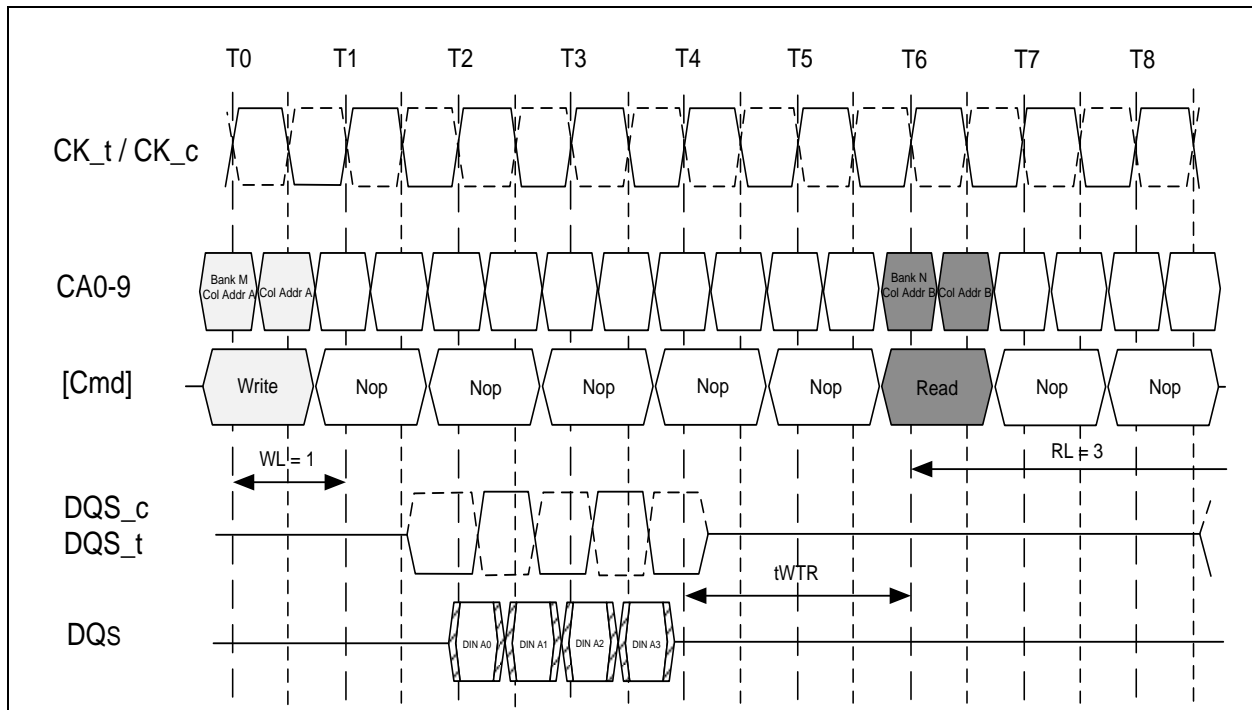 T0 T1 T2 T3 T4 T5 T6 T7 T8
CK_t / CK_c
CA0-9
Bank M
Col Addr A
Col Addr A
Bank N
Col Addr B
Col Addr B
[Cmd]
Write Nop Nop Nop Nop Nop Read Nop Nop
WL = 1
RL = 3
DQS_c
DQS_t
tWTR
DQs
DIN A0 DIN A1 DIN A2 DIN A3